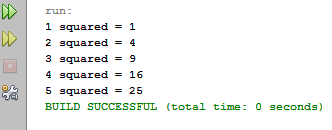 run:
1 squared = 1
2 squared = 4
3 squared = 9
4 squared = 16
5 squared = 25
BUILD SUCCESSFUL (total time: 0 seconds)